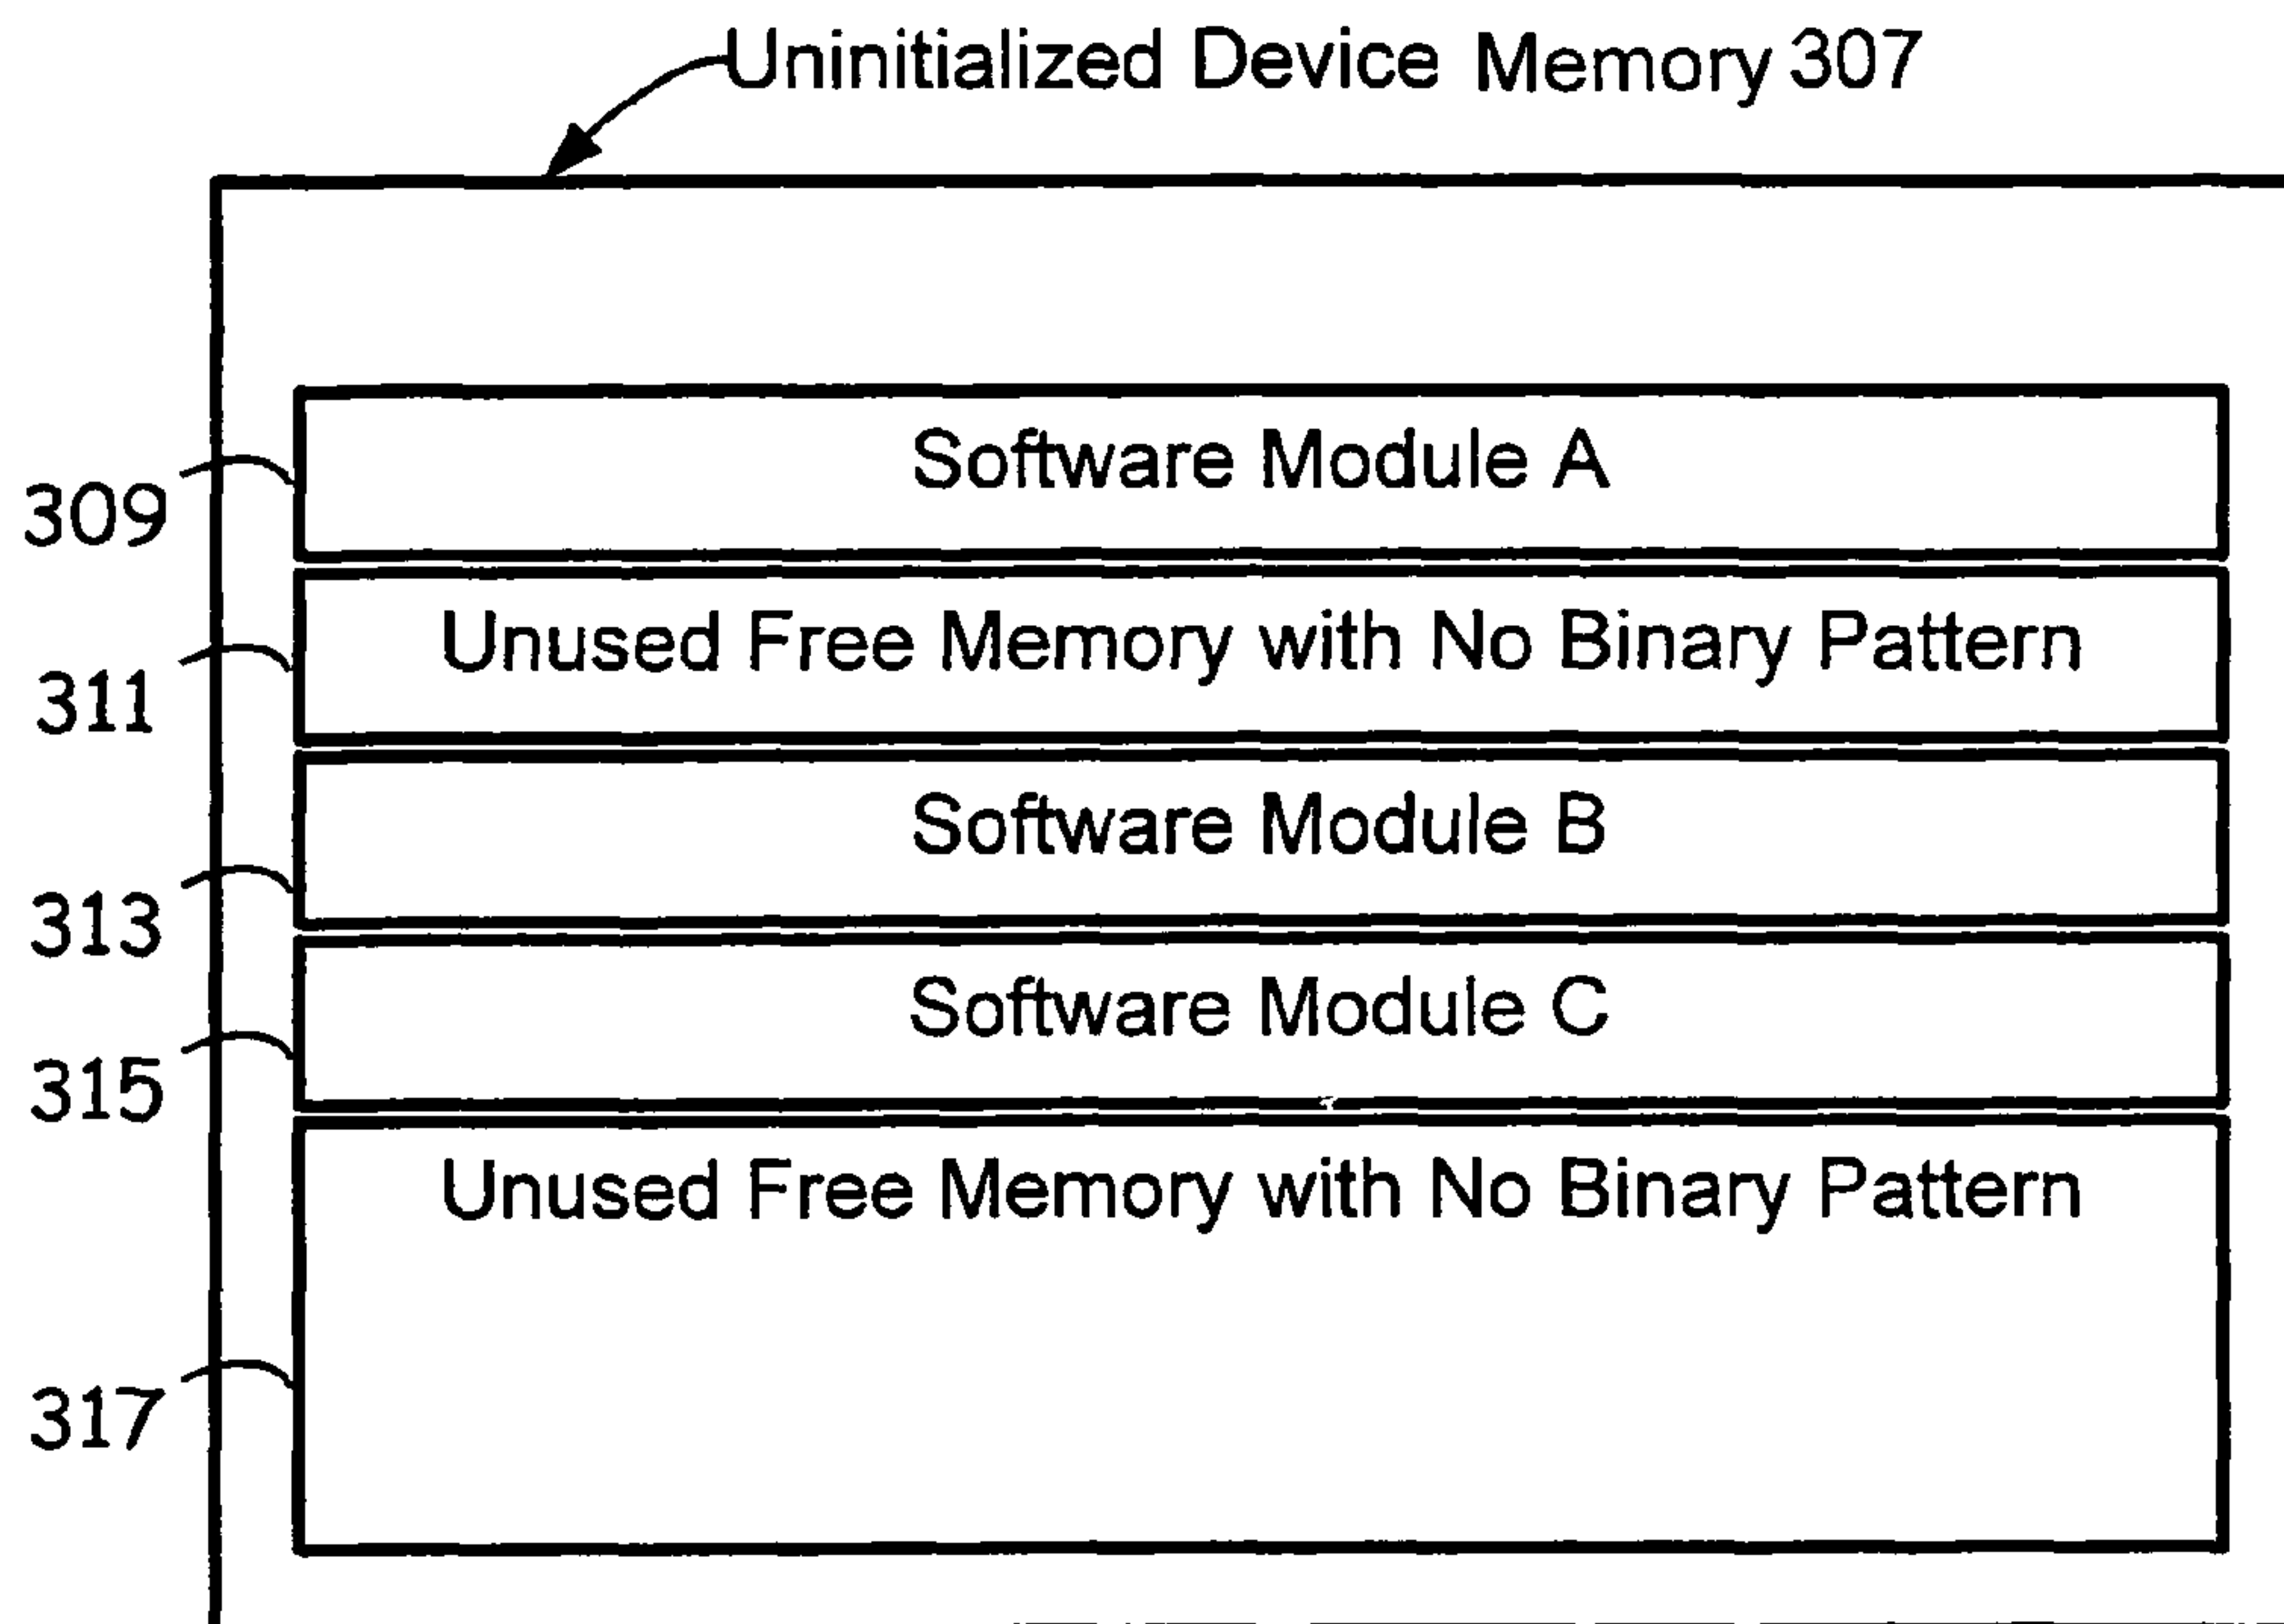 Uninitialized Device Memory 307
Software Module A
309
Unused Free Memory with No Binary Pattern
311
Software Module B
313
Software Module C
315
Unused Free Memory with No Binary Pattern
317